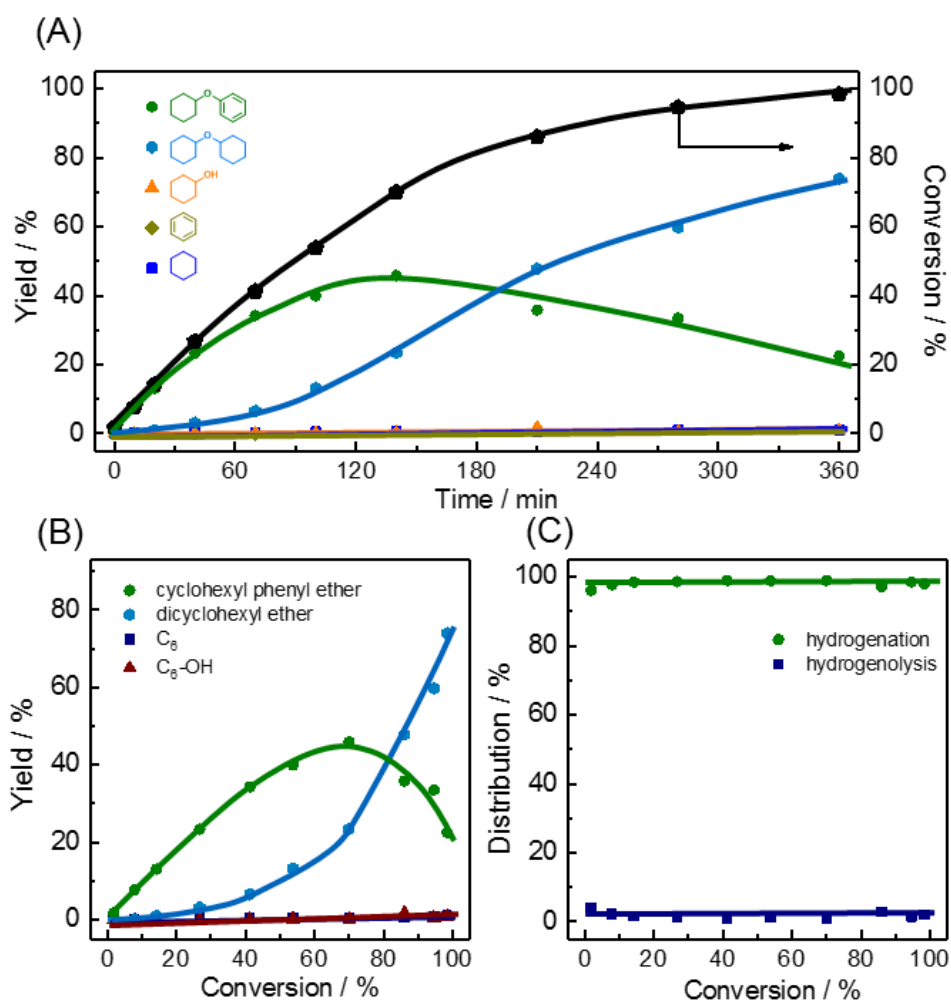 (A)
100
80
60
40
20
0
Yield / %
O
O
OH
100
80
60
40
20
0
Conversion / %
0 60 120 180 240 300 360
Time / min
(B)
80
60
40
20
0
Yield / %
cyclohexyl phenyl ether
dicyclohexyl ether
C₆
C₆-OH
0 20 40 60 80 100
Conversion / %
(C)
100
80
60
40
20
0
Distribution / %
hydrogenation
hydrogenolysis
0 20 40 60 80 100
Conversion / %